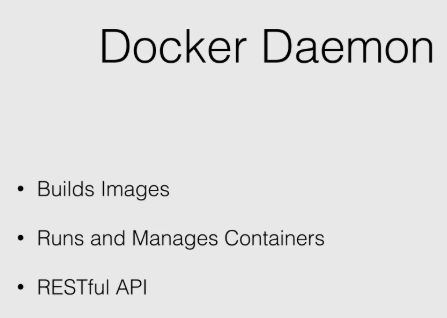 Docker Daemon
• Builds Images
• Runs and Manages Containers
• RESTful API